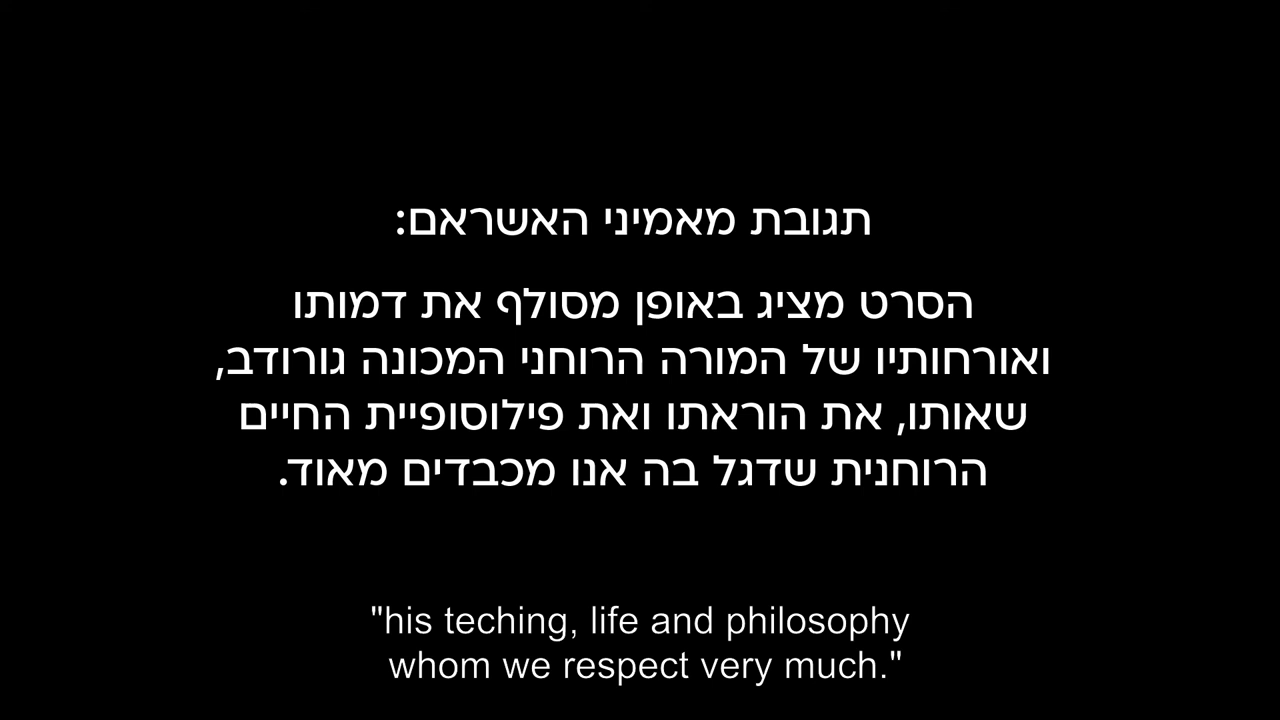 תגובת מאמיני האשראם:
הסרט מציג באופן מסולף את דמותו
ואורחותיו של המורה הרוחני המכונה גורודב,
שאותו, את הוראתו ואת פילוסופיית החיים
הרוחנית שדגל בה אנו מכבדים מאוד.
"his teching, life and philosophy
whom we respect very much."